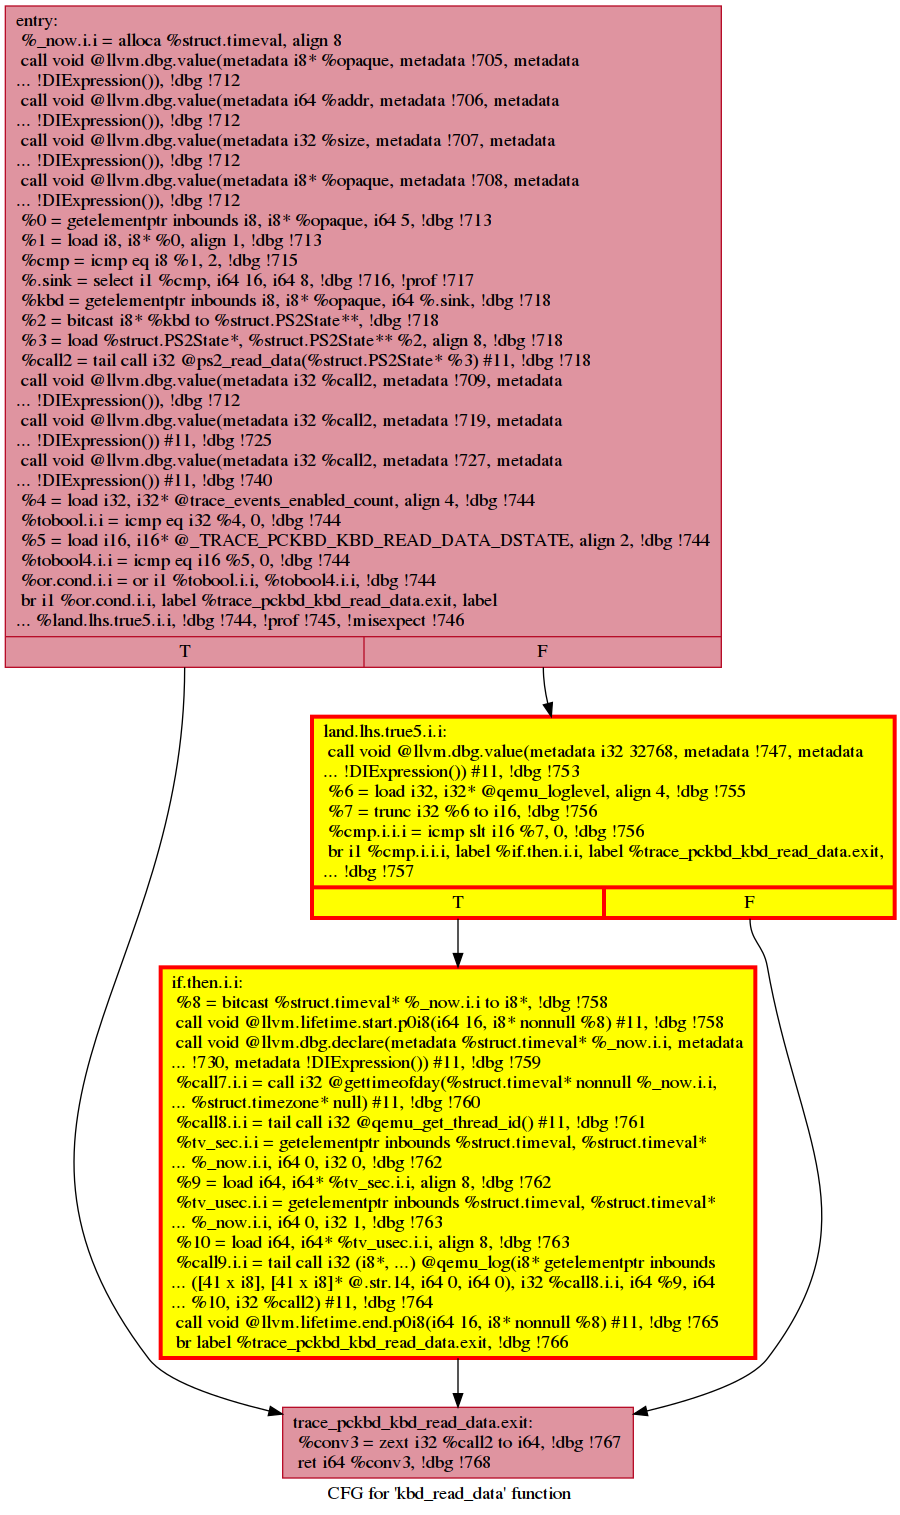 entry:
%_now.i.i = alloca %struct.timeval, align 8
call void @llvm.dbg.value(metadata i8* %opaque, metadata !705, metadata
... !DIExpression()), !dbg !712
call void @llvm.dbg.value(metadata i64 %addr, metadata !706, metadata
... !DIExpression()), !dbg !712
call void @llvm.dbg.value(metadata i32 %size, metadata !707, metadata
... !DIExpression()), !dbg !712
call void @llvm.dbg.value(metadata i8* %opaque, metadata !708, metadata
... !DIExpression()), !dbg !712
%0 = getelementptr inbounds i8, i8* %opaque, i64 5, !dbg !713
%1 = load i8, i8* %0, align 1, !dbg !713
%cmp = icmp eq i8 %1, 2, !dbg !715
%.sink = select i1 %cmp, i64 16, i64 8, !dbg !716, !prof !717
%kbd = getelementptr inbounds i8, i8* %opaque, i64 %.sink, !dbg !718
%2 = bitcast i8* %kbd to %struct.PS2State**, !dbg !718
%3 = load %struct.PS2State*, %struct.PS2State** %2, align 8, !dbg !718
%call2 = tail call i32 @ps2_read_data(%struct.PS2State* %3) #11, !dbg !718
call void @llvm.dbg.value(metadata i32 %call2, metadata !709, metadata
... !DIExpression()), !dbg !712
call void @llvm.dbg.value(metadata i32 %call2, metadata !719, metadata
... !DIExpression()) #11, !dbg !725
call void @llvm.dbg.value(metadata i32 %call2, metadata !727, metadata
... !DIExpression()) #11, !dbg !740
%4 = load i32, i32* @trace_events_enabled_count, align 4, !dbg !744
%tobool.i.i = icmp eq i32 %4, 0, !dbg !744
%5 = load i16, i16* @_TRACE_PCKBD_KBD_READ_DATA_DSTATE, align 2, !dbg !744
%tobool4.i.i = icmp eq i16 %5, 0, !dbg !744
%or.cond.i.i = or i1 %tobool.i.i, %tobool4.i.i, !dbg !744
br i1 %or.cond.i.i, label %trace_pckbd_kbd_read_data.exit, label
... %land.lhs.true5.i.i, !dbg !744, !prof !745, !misexpect !746
T F
land.lhs.true5.i.i:
call void @llvm.dbg.value(metadata i32 32768, metadata !747, metadata
... !DIExpression()) #11, !dbg !753
%6 = load i32, i32* @qemu_loglevel, align 4, !dbg !755
%7 = trunc i32 %6 to i16, !dbg !756
%cmp.i.i.i = icmp slt i16 %7, 0, !dbg !756
br i1 %cmp.i.i.i, label %if.then.i.i, label %trace_pckbd_kbd_read_data.exit,
... !dbg !757
T F
if.then.i.i:
%8 = bitcast %struct.timeval* %_now.i.i to i8*, !dbg !758
call void @llvm.lifetime.start.p0i8(i64 16, i8* nonnull %8) #11, !dbg !758
call void @llvm.dbg.declare(metadata %struct.timeval* %_now.i.i, metadata
... !730, metadata !DIExpression()) #11, !dbg !759
%call7.i.i = call i32 @gettimeofday(%struct.timeval* nonnull %_now.i.i,
... %struct.timezone* null) #11, !dbg !760
%call8.i.i = tail call i32 @qemu_get_thread_id() #11, !dbg !761
%tv_sec.i.i = getelementptr inbounds %struct.timeval, %struct.timeval*
... %_now.i.i, i64 0, i32 0, !dbg !762
%9 = load i64, i64* %tv_sec.i.i, align 8, !dbg !762
%tv_usec.i.i = getelementptr inbounds %struct.timeval, %struct.timeval*
... %_now.i.i, i64 0, i32 1, !dbg !763
%10 = load i64, i64* %tv_usec.i.i, align 8, !dbg !763
%call9.i.i = tail call i32 (i8*, ...) @qemu_log(i8* getelementptr inbounds
... ([41 x i8], [41 x i8]* @.str.14, i64 0, i64 0), i32 %call8.i.i, i64 %9, i64
... %10, i32 %call2) #11, !dbg !764
call void @llvm.lifetime.end.p0i8(i64 16, i8* nonnull %8) #11, !dbg !765
br label %trace_pckbd_kbd_read_data.exit, !dbg !766
trace_pckbd_kbd_read_data.exit:
%conv3 = zext i32 %call2 to i64, !dbg !767
ret i64 %conv3, !dbg !768
CFG for 'kbd_read_data' function